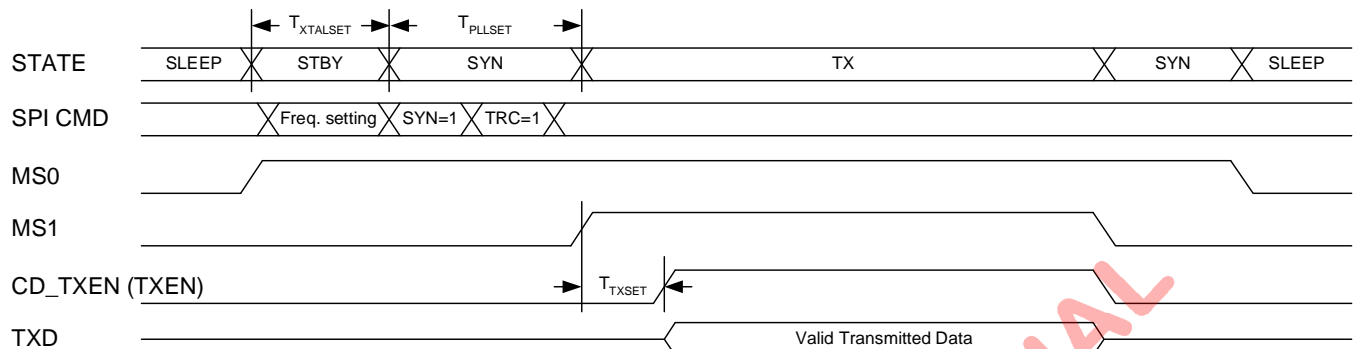 T_XTALSET T_PLLSET
STATE SLEEP STBY SYN TX SYN SLEEP
SPI CMD Freq. setting SYN=1 TRC=1
MS0
MS1
CD_TXEN (TXEN) T_TXSET
TXD Valid Transmitted Data